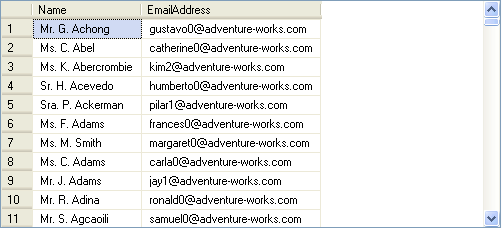 Name EmailAddress
1 Mr. G. Achong gustavo0@adventure-works.com
2 Ms. C. Abel catherine0@adventure-works.com
3 Ms. K. Abercrombie kim2@adventure-works.com
4 Sr. H. Acevedo humberto0@adventure-works.com
5 Sra. P. Ackerman pilar1@adventure-works.com
6 Ms. F. Adams frances0@adventure-works.com
7 Ms. M. Smith margaret0@adventure-works.com
8 Ms. C. Adams carla0@adventure-works.com
9 Mr. J. Adams jay1@adventure-works.com
10 Mr. R. Adina ronald0@adventure-works.com
11 Mr. S. Agcaoili samuel0@adventure-works.com